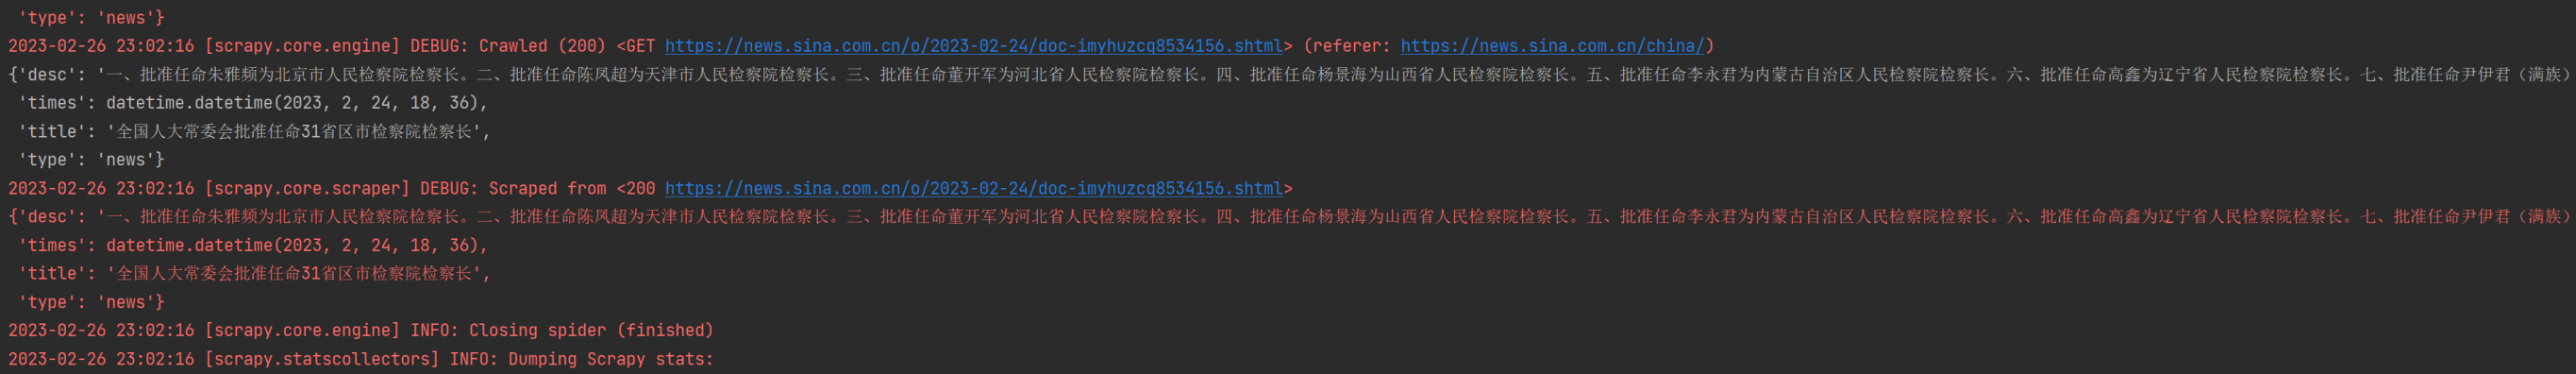 'type': 'news'}
2023-02-26 23:02:16 [scrapy.core.engine] DEBUG: Crawled (200) <GET https://news.sina.com.cn/o/2023-02-24/doc-imyhuzcq8534156.shtml> (referer: https://news.sina.com.cn/china/)
{'desc': '一、批准任命朱雅频为北京市人民检察院检察长。二、批准任命陈凤超为天津市人民检察院检察长。三、批准任命董开军为河北省人民检察院检察长。四、批准任命杨景海为山西省人民检察院检察长。五、批准任命李永君为内蒙古自治区人民检察院检察长。六、批准任命高鑫为辽宁省人民检察院检察长。七、批准任命尹伊君（满族）
'times': datetime.datetime(2023, 2, 24, 18, 36),
'title': '全国人大常委会批准任命31省区市检察院检察长',
'type': 'news'}
2023-02-26 23:02:16 [scrapy.core.scraper] DEBUG: Scraped from <200 https://news.sina.com.cn/o/2023-02-24/doc-imyhuzcq8534156.shtml>
{'desc': '一、批准任命朱雅频为北京市人民检察院检察长。二、批准任命陈凤超为天津市人民检察院检察长。三、批准任命董开军为河北省人民检察院检察长。四、批准任命杨景海为山西省人民检察院检察长。五、批准任命李永君为内蒙古自治区人民检察院检察长。六、批准任命高鑫为辽宁省人民检察院检察长。七、批准任命尹伊君（满族）
'times': datetime.datetime(2023, 2, 24, 18, 36),
'title': '全国人大常委会批准任命31省区市检察院检察长',
'type': 'news'}
2023-02-26 23:02:16 [scrapy.core.engine] INFO: Closing spider (finished)
2023-02-26 23:02:16 [scrapy.statscollectors] INFO: Dumping Scrapy stats: